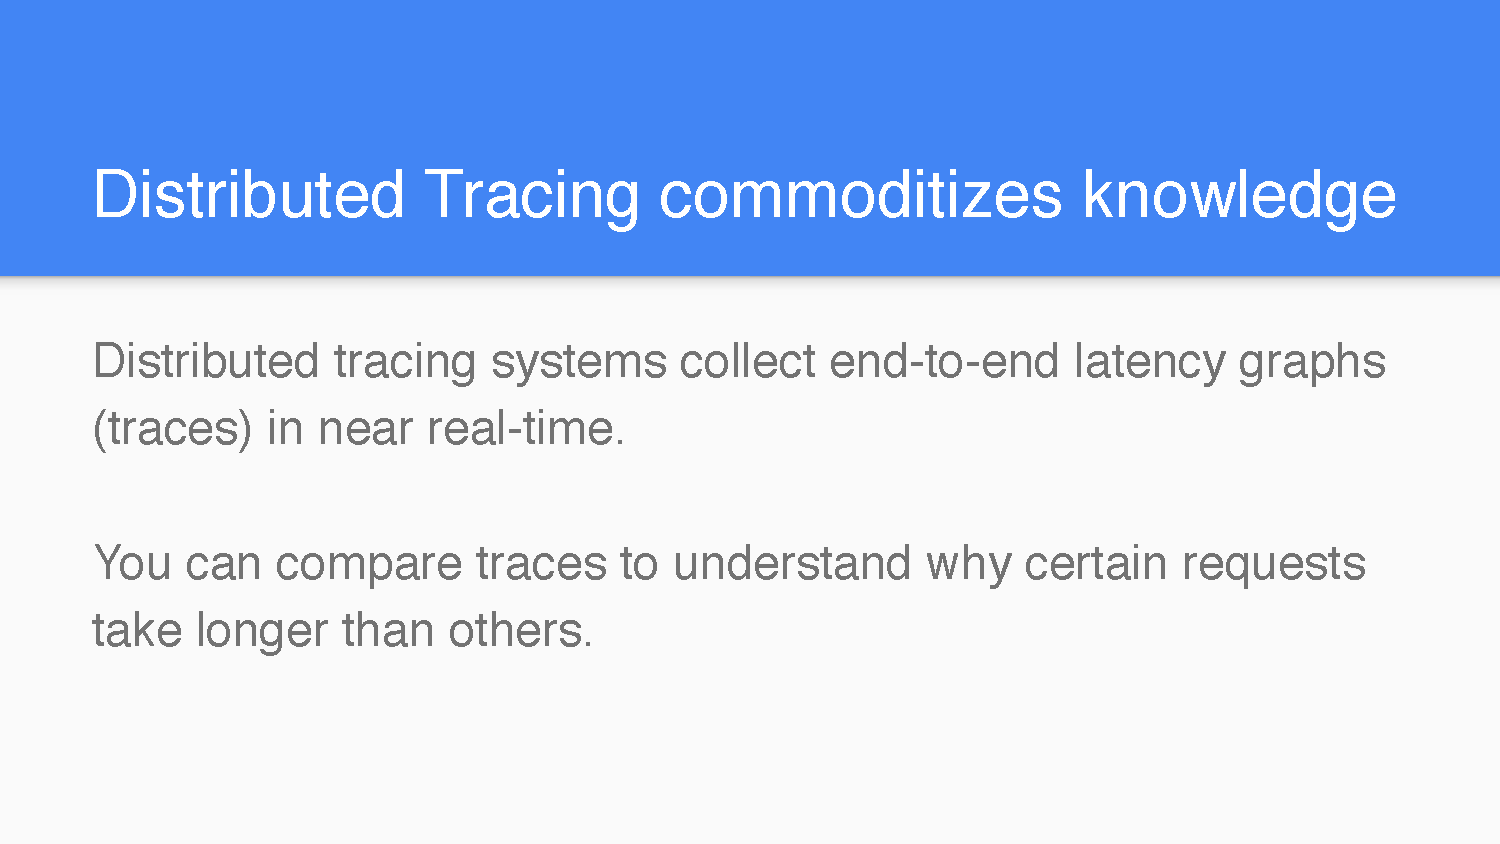 Distributed Tracing commoditizes knowledge
Distributed tracing systems collect end-to-end latency graphs
(traces) in near real-time.
You can compare traces to understand why certain requests
take longer than others.